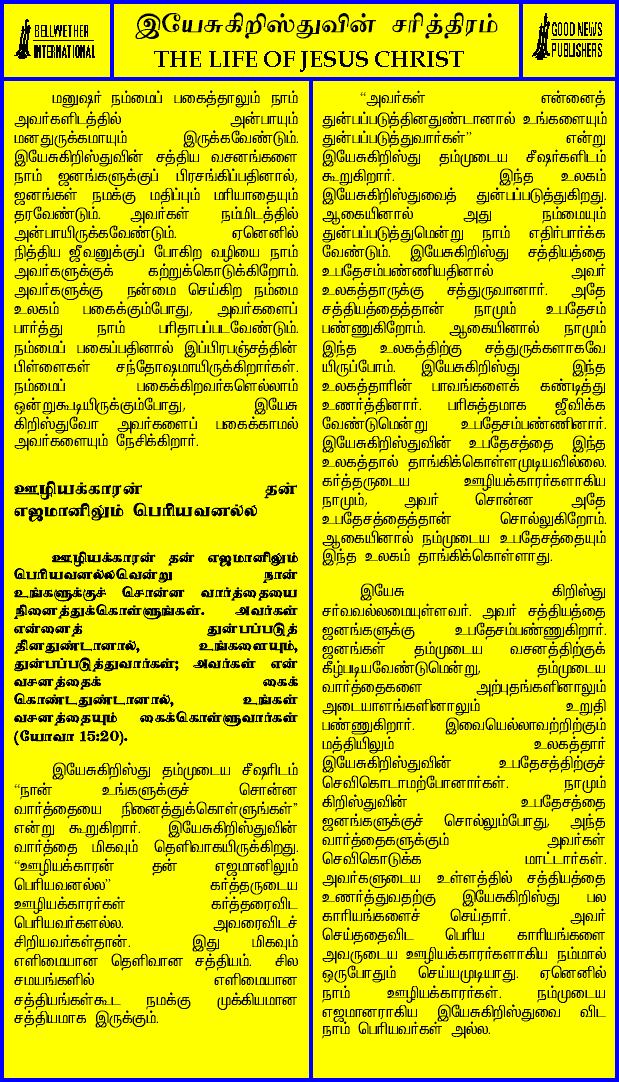 BELLWETHER
INTERNATIONAL
இயேசுகிறிஸ்துவின் சரித்திரம்
THE LIFE OF JESUS CHRIST
GOOD NEWS
PUBLISHERS
மனுஷர் நம்மைப் பகைத்தாலும் நாம்
அவர்களிடத்தில் அன்பாயும்
மனதுருக்கமாயும் இருக்கவேண்டும்.
இயேசுகிறிஸ்துவின் சத்திய வசனங்களை
நாம் ஜனங்களுக்குப் பிரசங்கிப்பதினால்,
ஜனங்கள் நமக்கு மதிப்பும் மரியாதையும்
தரவேண்டும். அவர்கள் நம்மிடத்தில்
அன்பாயிருக்கவேண்டும். ஏனெனில்
நித்திய ஜீவனுக்குப் போகிற வழியை நாம்
அவர்களுக்குக் கற்றுக்கொடுக்கிறோம்.
அவர்களுக்கு நன்மை செய்கிற நம்மை
உலகம் பகைக்கும்போது, அவர்களைப்
பார்த்து நாம் பரிதாபப்படவேண்டும்.
நம்மைப் பகைப்பதினால் இப்பிரபஞ்சத்தின்
பிள்ளைகள் சந்தோஷமாயிருக்கிறார்கள்.
நம்மைப் பகைக்கிறவர்களெல்லாம்
ஒன்றுகூடியிருக்கும்போது, இயேசு
கிறிஸ்துவோ அவர்களைப் பகைக்காமல்
அவர்களையும் நேசிக்கிறார்.
ஊழியக்காரன் தன்
எஜமானிலும் பெரியவனல்ல
ஊழியக்காரன் தன் எஜமானிலும்
பெரியவனல்லவென்று நான்
உங்களுக்குச் சொன்ன வார்த்தையை
நினைத்துக்கொள்ளுங்கள். அவர்கள்
என்னைத் துன்பப்படுத்
தினதுண்டானால், உங்களையும்,
துன்பப்படுத்துவார்கள்; அவர்கள் என்
வசனத்தைக் கைக்
கொண்டதுண்டானால், உங்கள்
வசனத்தையும் கைக்கொள்ளுவார்கள்
(யோவா 15:20).
இயேசுகிறிஸ்து தம்முடைய சீஷரிடம்
“நான் உங்களுக்குச் சொன்ன
வார்த்தையை நினைத்துக்கொள்ளுங்கள்”
என்று கூறுகிறார். இயேசுகிறிஸ்துவின்
வார்த்தை மிகவும் தெளிவாகயிருக்கிறது.
“ஊழியக்காரன் தன் எஜமானிலும்
பெரியவனல்ல” கர்த்தருடைய
ஊழியக்காரர்கள் கர்த்தரைவிட
பெரியவர்களல்ல. அவரைவிடச்
சிறியவர்கள்தான். இது மிகவும்
எளிமையான தெளிவான சத்தியம். சில
சமயங்களில் எளிமையான
சத்தியங்கள்கூட நமக்கு முக்கியமான
சத்தியமாக இருக்கும்.
“அவர்கள் என்னைத்
துன்பப்படுத்தினதுண்டானால் உங்களையும்
துன்பப்படுத்துவார்கள்” என்று
இயேசுகிறிஸ்து தம்முடைய சீஷர்களிடம்
கூறுகிறார். இந்த உலகம்
இயேசுகிறிஸ்துவைத் துன்பப்படுத்துகிறது.
ஆகையினால் அது நம்மையும்
துன்பப்படுத்துமென்று நாம் எதிர்பார்க்க
வேண்டும். இயேசுகிறிஸ்து சத்தியத்தை
உபதேசம்பண்ணியதினால் அவர்
உலகத்தாருக்கு சத்துருவானார். அதே
சத்தியத்தைத்தான் நாமும் உபதேசம்
பண்ணுகிறோம். ஆகையினால் நாமும்
இந்த உலகத்திற்கு சத்துருக்களாகவே
யிருப்போம். இயேசுகிறிஸ்து இந்த
உலகத்தாரின் பாவங்களைக் கண்டித்து
உணர்த்தினார். பரிசுத்தமாக ஜீவிக்க
வேண்டுமென்று உபதேசம்பண்ணினார்.
இயேசுகிறிஸ்துவின் உபதேசத்தை இந்த
உலகத்தால் தாங்கிக்கொள்ளமுடியவில்லை.
கர்த்தருடைய ஊழியக்காரர்களாகிய
நாமும், அவர் சொன்ன அதே
உபதேசத்தைத்தான் சொல்லுகிறோம்.
ஆகையினால் நம்முடைய உபதேசத்தையும்
இந்த உலகம் தாங்கிக்கொள்ளாது.
இயேசு கிறிஸ்து
சர்வவல்லமையுள்ளவர். அவர் சத்தியத்தை
ஜனங்களுக்கு உபதேசம்பண்ணுகிறார்.
ஜனங்கள் தம்முடைய வசனத்திற்குக்
கீழ்படியவேண்டுமென்று, தம்முடைய
வார்த்தைகளை அற்புதங்களினாலும்
அடையாளங்களினாலும் உறுதி
பண்ணுகிறார். இவையெல்லாவற்றிற்கும்
மத்தியிலும் உலகத்தார்
இயேசுகிறிஸ்துவின் உபதேசத்திற்குச்
செவிகொடாமற்போனார்கள். நாமும்
கிறிஸ்துவின் உபதேசத்தை
ஜனங்களுக்குச் சொல்லும்போது, அந்த
வார்த்தைகளுக்கும் அவர்கள்
செவிகொடுக்க மாட்டார்கள்.
அவர்களுடைய உள்ளத்தில் சத்தியத்தை
உணர்த்துவதற்கு இயேசுகிறிஸ்து பல
காரியங்களைச் செய்தார். அவர்
செய்ததைவிட பெரிய காரியங்களை
அவருடைய ஊழியக்காரர்களாகிய நம்மால்
ஒருபோதும் செய்யமுடியாது. ஏனெனில்
நாம் ஊழியக்காரர்கள். நம்முடைய
எஜமானராகிய இயேசுகிறிஸ்துவை விட
நாம் பெரியவர்கள் அல்ல.